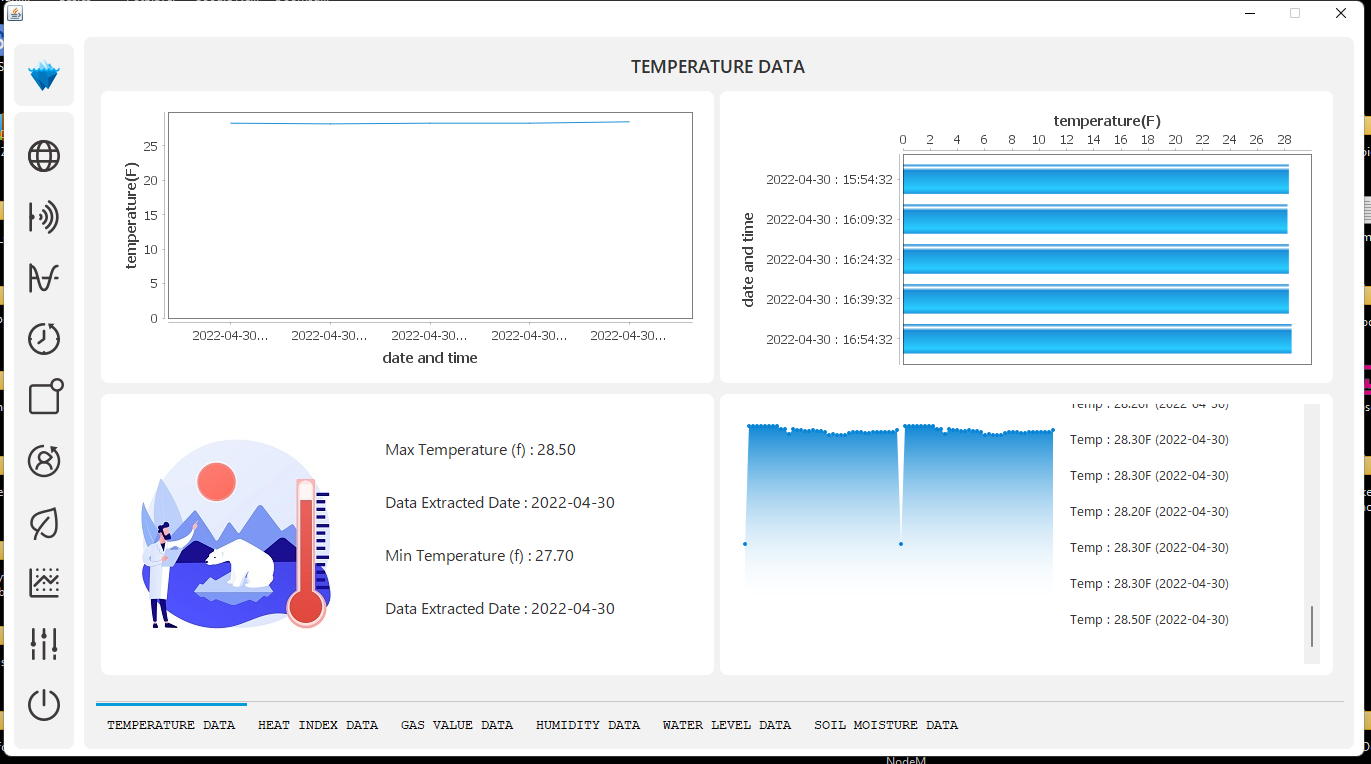 TEMPERATURE DATA
temperature(F)
25
20
15
10
5
0
2022-04-30... 2022-04-30... 2022-04-30... 2022-04-30... 2022-04-30...
date and time
temperature(F)
0 2 4 6 8 10 12 14 16 18 20 22 24 26 28
date and time
2022-04-30 : 15:54:32
2022-04-30 : 16:09:32
2022-04-30 : 16:24:32
2022-04-30 : 16:39:32
2022-04-30 : 16:54:32
Max Temperature (f) : 28.50
Data Extracted Date : 2022-04-30
Min Temperature (f) : 27.70
Data Extracted Date : 2022-04-30
Temp : 28.20F (2022-04-30)
Temp : 28.30F (2022-04-30)
Temp : 28.30F (2022-04-30)
Temp : 28.20F (2022-04-30)
Temp : 28.30F (2022-04-30)
Temp : 28.30F (2022-04-30)
Temp : 28.50F (2022-04-30)
TEMPERATURE DATA HEAT INDEX DATA GAS VALUE DATA HUMIDITY DATA WATER LEVEL DATA SOIL MOISTURE DATA
NodeM